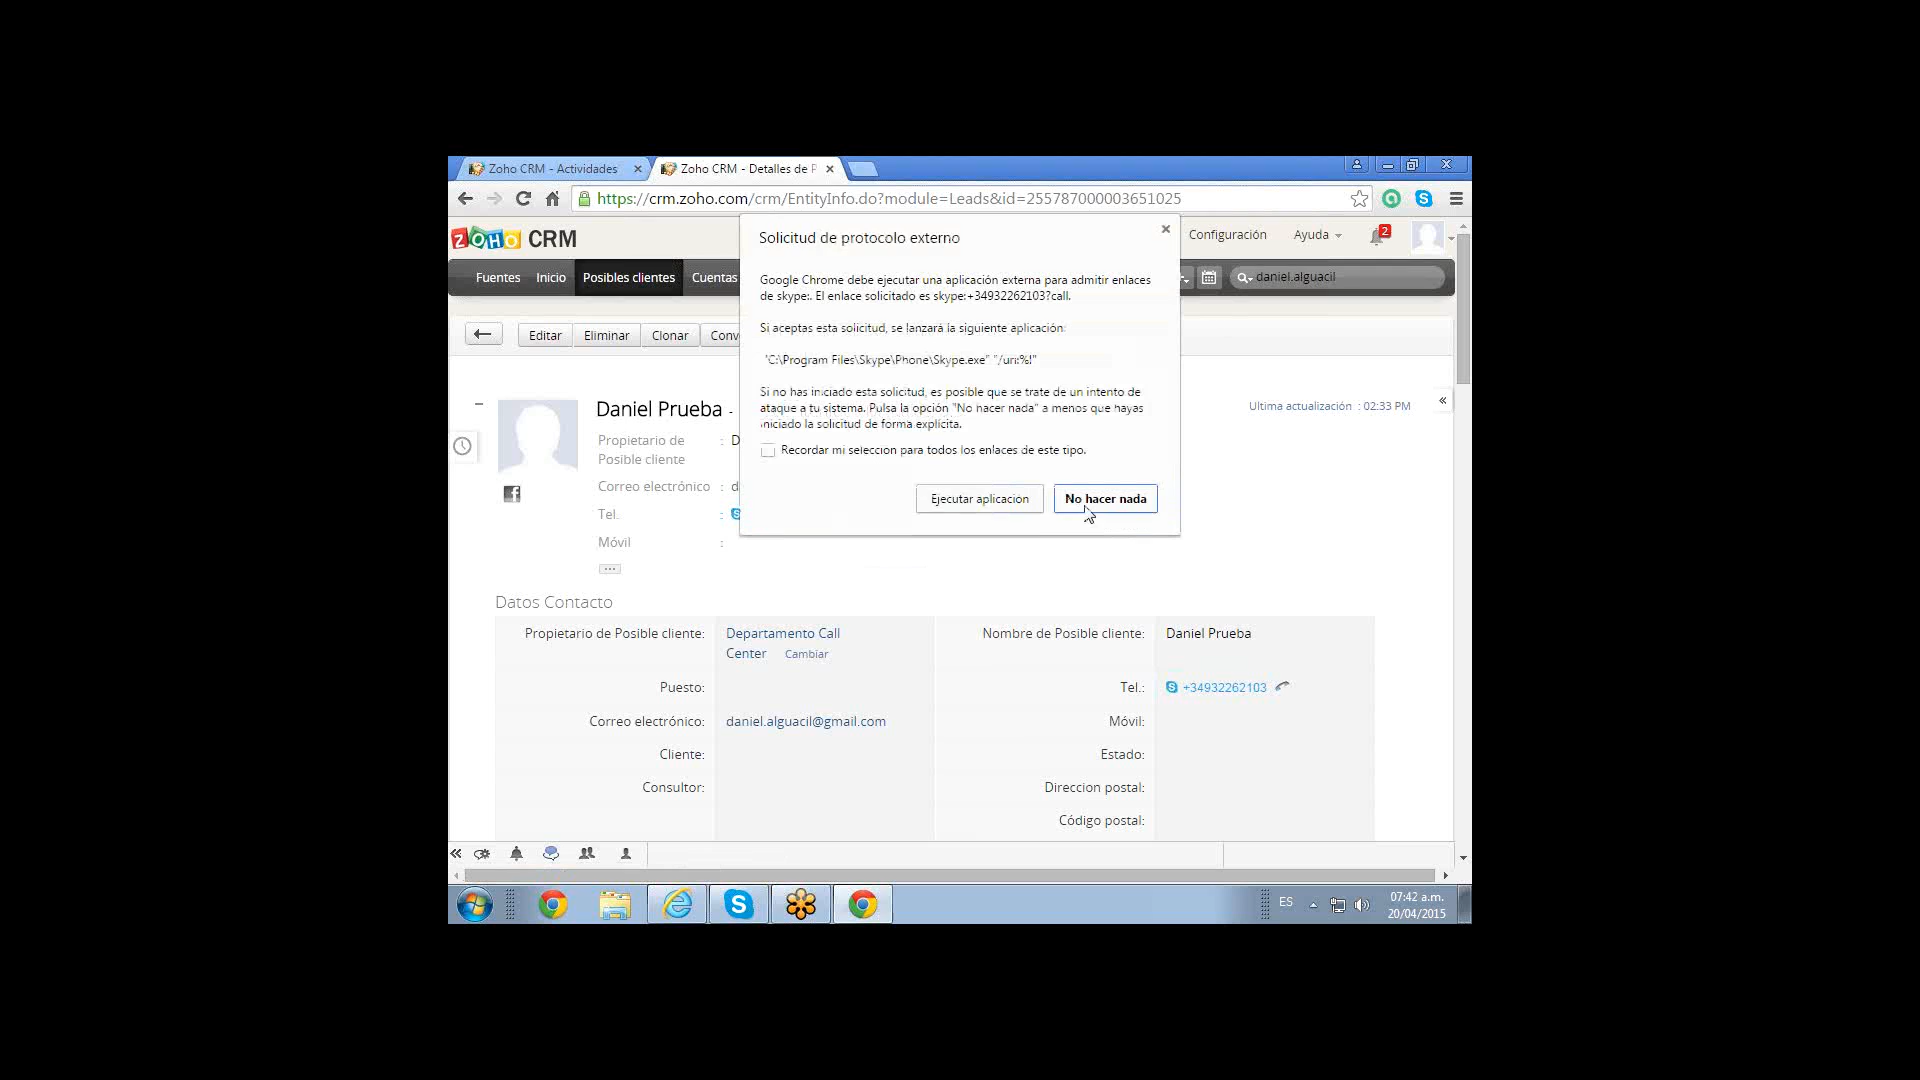 Zoho CRM - Actividades
Zoho CRM - Detalles de P
https://crm.zoho.com/crm/EntityInfo.do?module=Leads&id=255787000003651025
ZOHO CRM
Configuración
Ayuda
2
Fuentes
Inicio
Posibles clientes
Cuentas
daniel.alguacil
Solicitud de protocolo externo
Google Chrome debe ejecutar una aplicación externa para admitir enlaces
de skype:. El enlace solicitado es skype:+34932262103?call.
Si aceptas esta solicitud, se lanzará la siguiente aplicación:
"C:\Program Files\Skype\Phone\Skype.exe" "/uri:%l"
Si no has iniciado esta solicitud, es posible que se trate de un intento de
ataque a tu sistema. Pulsa la opción "No hacer nada" a menos que hayas
iniciado la solicitud de forma explícita.
Recordar mi selección para todos los enlaces de este tipo.
Ejecutar aplicación
No hacer nada
Editar
Eliminar
Clonar
Conv
Daniel Prueba -
Ultima actualización : 02:33 PM
Propietario de
Posible cliente
: D
Correo electrónico : d
Tel. :
Móvil :
Datos Contacto
Propietario de Posible cliente:
Departamento Call
Center Cambiar
Nombre de Posible cliente:
Daniel Prueba
Puesto:
Tel.:
+34932262103
Correo electrónico:
daniel.alguacil@gmail.com
Móvil:
Cliente:
Estado:
Consultor:
Direccion postal:
Código postal:
ES
07:42 a.m.
20/04/2015